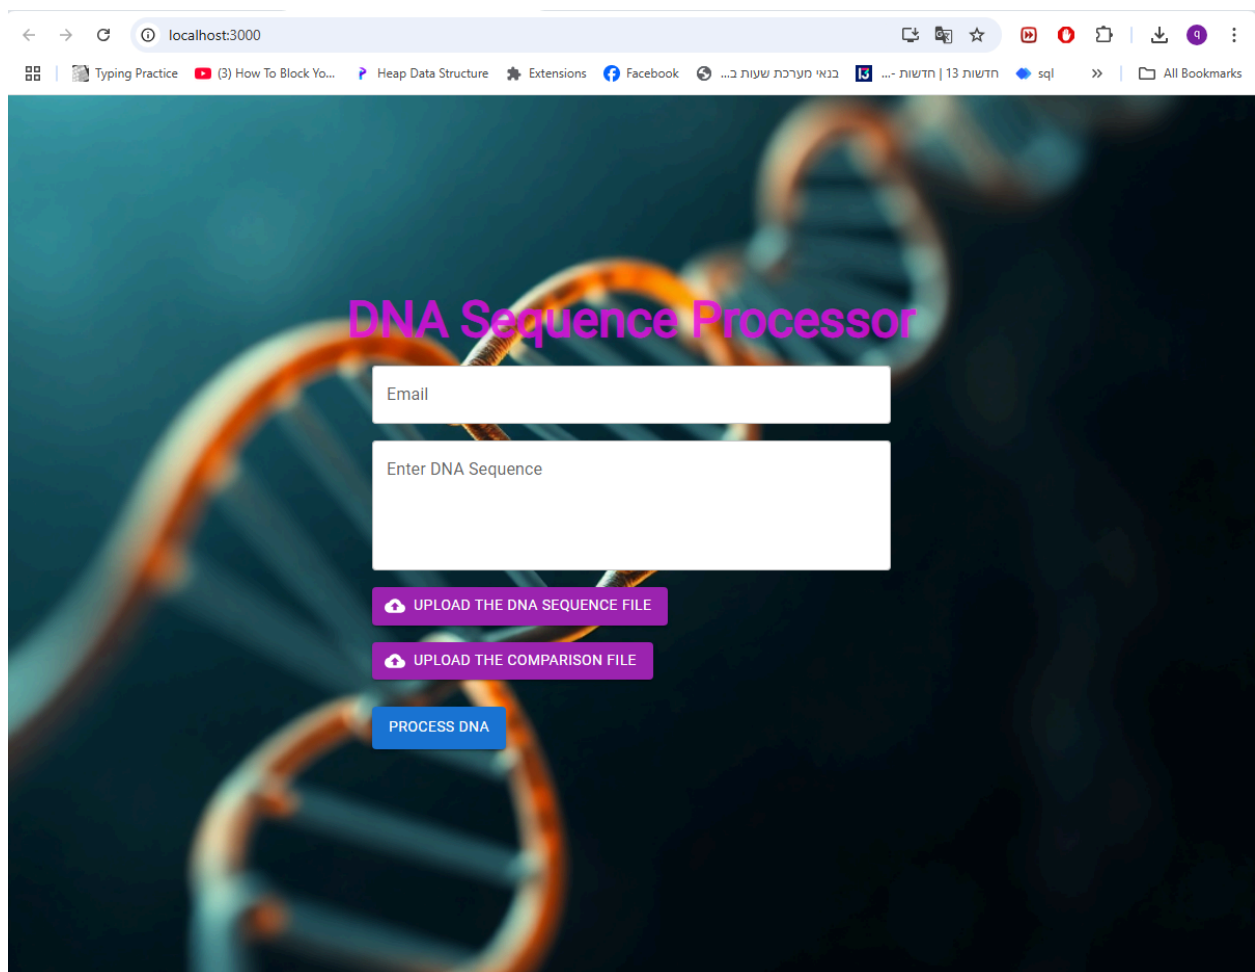 localhost:3000
Typing Practice (3) How To Block Yo... Heap Data Structure Extensions Facebook בנאי מערכת שעות ב... חדשות 13 | חדשות -... sql » All Bookmarks
DNA Sequence Processor
Email
Enter DNA Sequence
UPLOAD THE DNA SEQUENCE FILE
UPLOAD THE COMPARISON FILE
PROCESS DNA